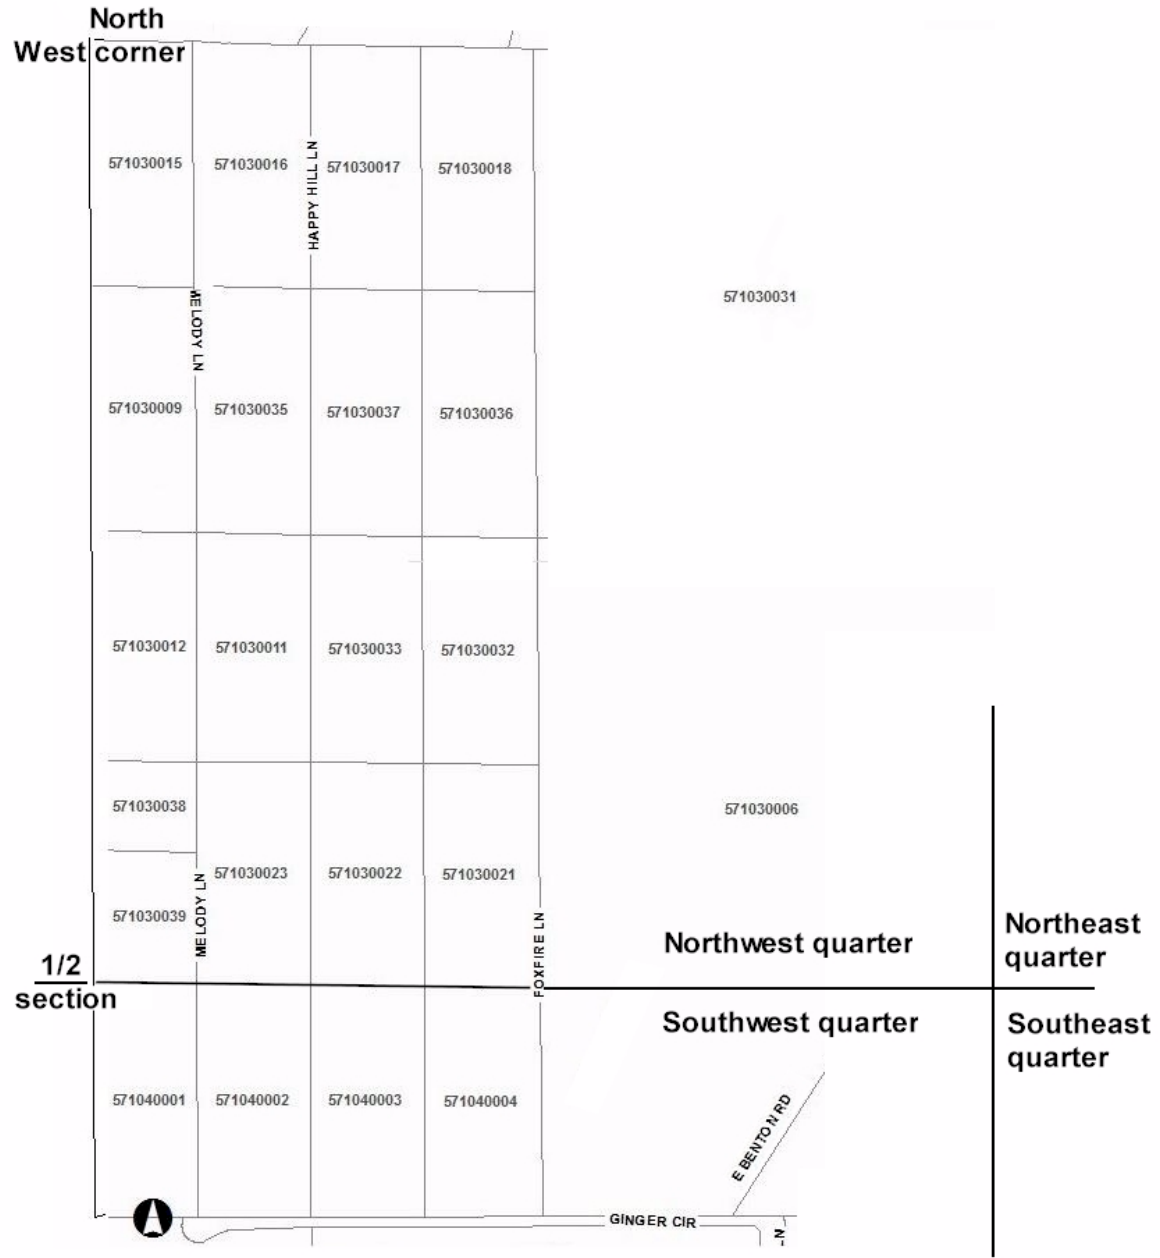 North
West corner
571030015
571030016
HAPPY HILL LN
571030017
571030018
571030031
MELODY LN
571030009
571030035
571030037
571030036
571030012
571030011
571030033
571030032
571030038
571030006
571030023
571030022
571030021
571030039
MELODY LN
FOXFIRE LN
Northwest quarter
Northeast
quarter
1/2
section
Southwest quarter
Southeast
quarter
571040001
571040002
571040003
571040004
E BENTON RD
GINGER CIR